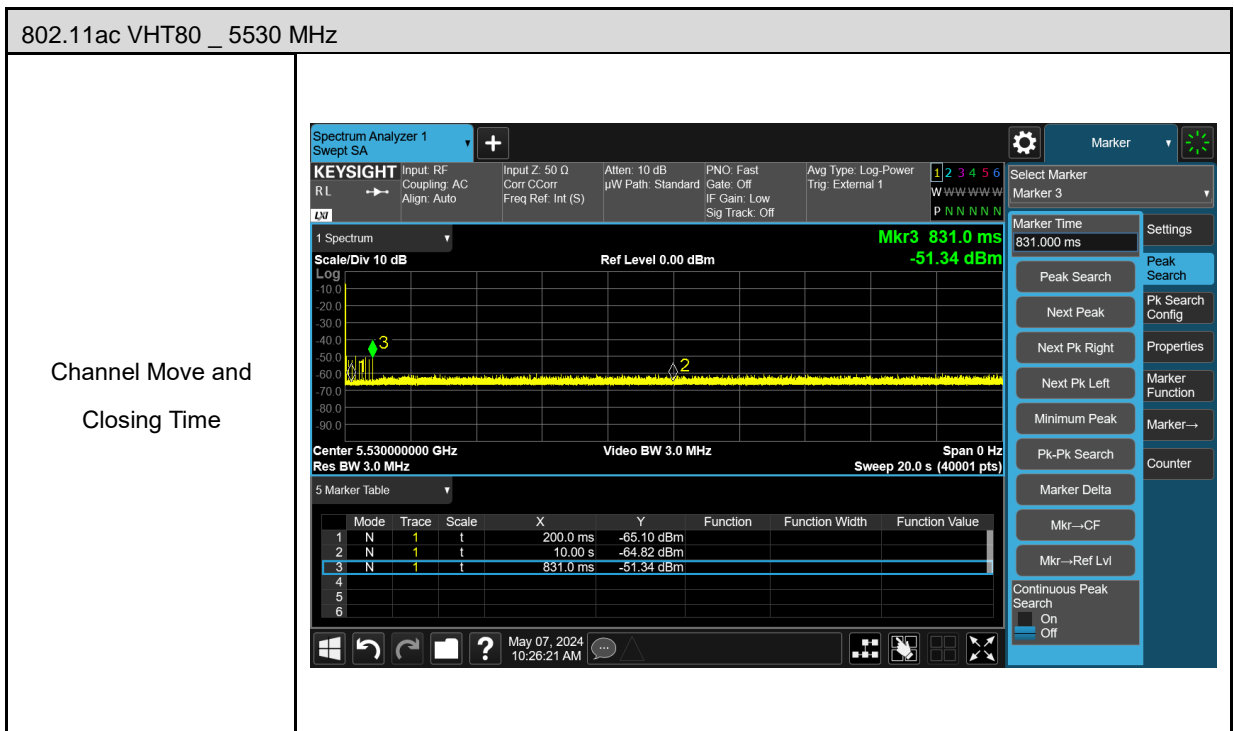 802.11ac VHT80 _ 5530 MHz
Channel Move and
Closing Time
Spectrum Analyzer 1
Swept SA
+
Marker
KEYSIGHT
R L
LXI
Input: RF
Coupling: AC
Align: Auto
Input Z: 50 Ω
Corr CCorr
Freq Ref: Int (S)
Atten: 10 dB
µW Path: Standard
PNO: Fast
Gate: Off
IF Gain: Low
Sig Track: Off
Avg Type: Log-Power
Trig: External 1
1 2 3 4 5 6
W W W W W W
P N N N N N
Select Marker
Marker 3
1 Spectrum
Mkr3 831.0 ms
-51.34 dBm
Scale/Div 10 dB
Ref Level 0.00 dBm
Log
-10.0
-20.0
-30.0
-40.0
-50.0
-60.0
-70.0
-80.0
-90.0
1
3
2
Center 5.530000000 GHz
Video BW 3.0 MHz
Span 0 Hz
Res BW 3.0 MHz
Sweep 20.0 s (40001 pts)
5 Marker Table
Mode Trace Scale X Y Function Function Width Function Value
1 N 1 t 200.0 ms -65.10 dBm
2 N 1 t 10.00 s -64.82 dBm
3 N 1 t 831.0 ms -51.34 dBm
4
5
6
?
May 07, 2024
10:26:21 AM
Marker Time
831.000 ms
Peak Search
Next Peak
Next Pk Right
Next Pk Left
Minimum Peak
Pk-Pk Search
Marker Delta
Mkr→CF
Mkr→Ref Lvl
Continuous Peak
Search
On
Off
Settings
Peak
Search
Pk Search
Config
Properties
Marker
Function
Marker→
Counter